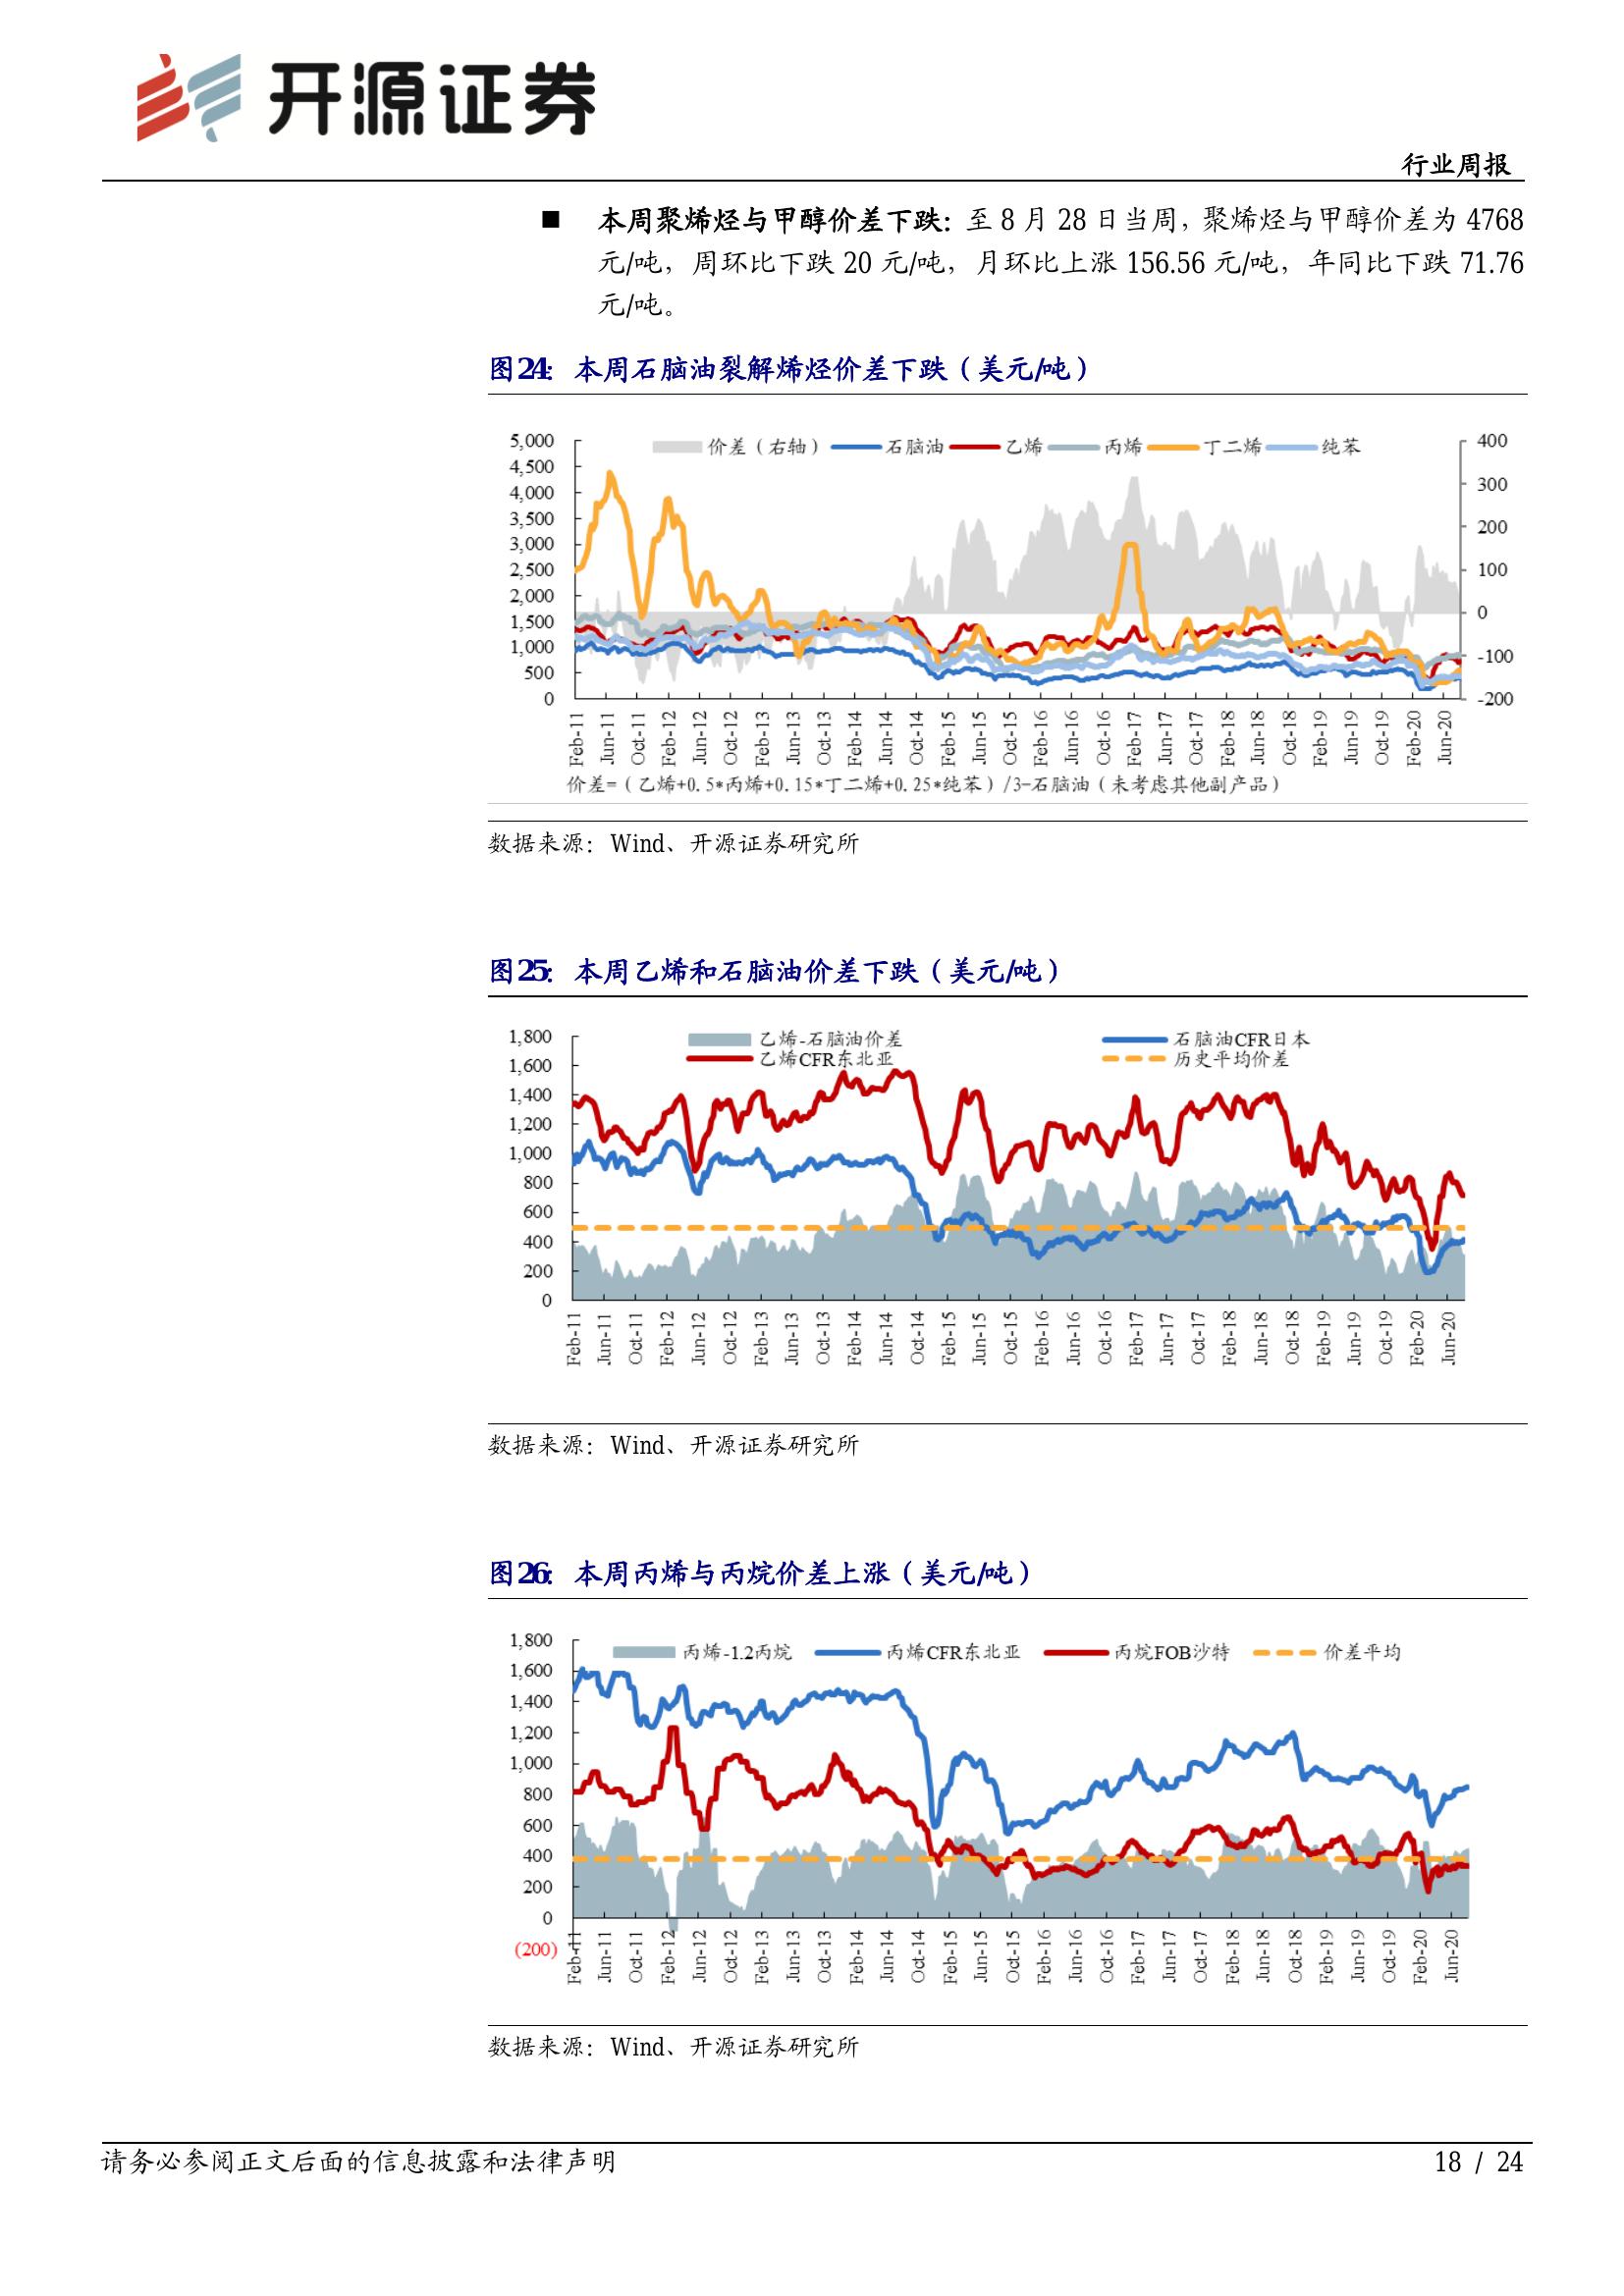 开源证券
行业周报
■ 本周聚烯烃与甲醇价差下跌：至 8 月 28 日当周，聚烯烃与甲醇价差为 4768
元/吨，周环比下跌 20 元/吨，月环比上涨 156.56 元/吨，年同比下跌 71.76
元/吨。
图24：本周石脑油裂解烯烃价差下跌（美元/吨）
价差（右轴） 石脑油 乙烯 丙烯 丁二烯 纯苯
5,000 400
4,500
4,000 300
3,500
3,000 200
2,500 100
2,000
1,500 0
1,000 -100
500
0 -200
Feb-11 Jun-11 Oct-11 Feb-12 Jun-12 Oct-12 Feb-13 Jun-13 Oct-13 Feb-14 Jun-14 Oct-14 Feb-15 Jun-15 Oct-15 Feb-16 Jun-16 Oct-16 Feb-17 Jun-17 Oct-17 Feb-18 Jun-18 Oct-18 Feb-19 Jun-19 Oct-19 Feb-20 Jun-20
价差=（乙烯+0.5*丙烯+0.15*丁二烯+0.25*纯苯）/3-石脑油（未考虑其他副产品）
数据来源：Wind、开源证券研究所
图25：本周乙烯和石脑油价差下跌（美元/吨）
乙烯-石脑油价差 石脑油CFR日本
乙烯CFR东北亚 历史平均价差
1,800
1,600
1,400
1,200
1,000
800
600
400
200
0
Feb-11 Jun-11 Oct-11 Feb-12 Jun-12 Oct-12 Feb-13 Jun-13 Oct-13 Feb-14 Jun-14 Oct-14 Feb-15 Jun-15 Oct-15 Feb-16 Jun-16 Oct-16 Feb-17 Jun-17 Oct-17 Feb-18 Jun-18 Oct-18 Feb-19 Jun-19 Oct-19 Feb-20 Jun-20
数据来源：Wind、开源证券研究所
图26：本周丙烯与丙烷价差上涨（美元/吨）
丙烯-1.2丙烷 丙烯CFR东北亚 丙烷FOB沙特 价差平均
1,800
1,600
1,400
1,200
1,000
800
600
400
200
0
(200)
Feb-11 Jun-11 Oct-11 Feb-12 Jun-12 Oct-12 Feb-13 Jun-13 Oct-13 Feb-14 Jun-14 Oct-14 Feb-15 Jun-15 Oct-15 Feb-16 Jun-16 Oct-16 Feb-17 Jun-17 Oct-17 Feb-18 Jun-18 Oct-18 Feb-19 Jun-19 Oct-19 Feb-20 Jun-20
数据来源：Wind、开源证券研究所
请务必参阅正文后面的信息披露和法律声明
18 / 24